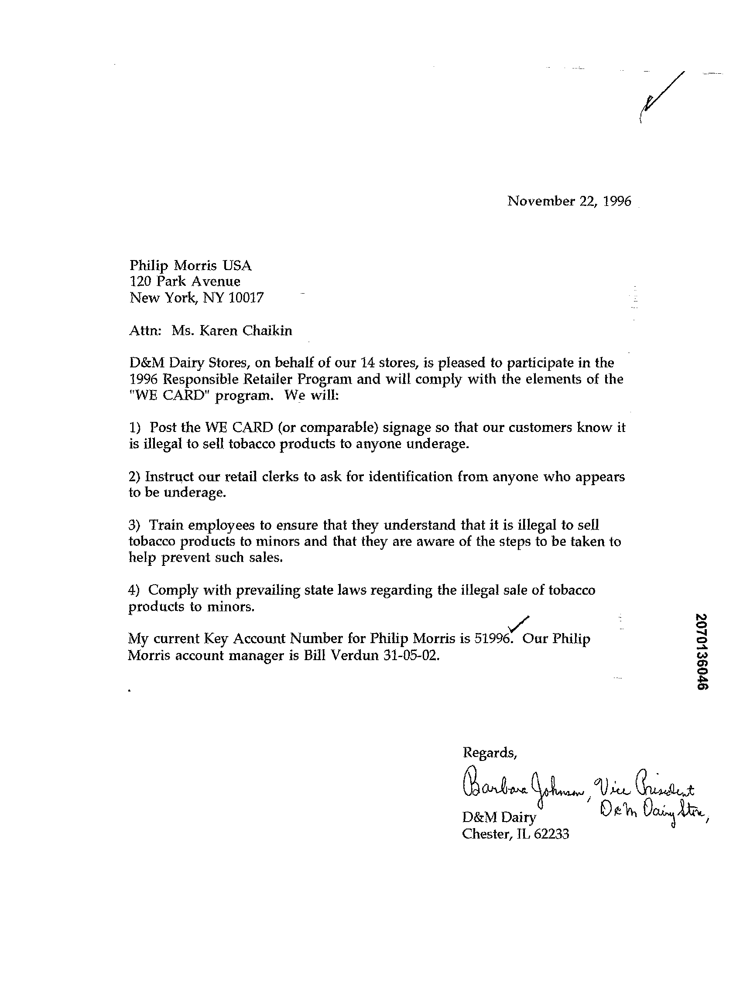 November 22, 1996
Philip Morris USA
120 Park Avenue
New York, NY 10017
Attn: Ms. Karen Chaikin
D&M Dairy Stores, on behalf of our 14 stores, is pleased to participate in the
1996 Responsible Retailer Program and will comply with the elements of the
"WE CARD" program. We will:
1) Post the WE CARD (or comparable) signage so that our customers know it
is illegal to sell tobacco products to anyone underage.
2) Instruct our retail clerks to ask for identification from anyone who appears
to be underage.
3) Train employees to ensure that they understand that it is illegal to sell
tobacco products to minors and that they are aware of the steps to be taken to
help prevent such sales.
4) Comply with prevailing state laws regarding the illegal sale of tobacco
products to minors.
My current Key Account Number for Philip Morris is 51996. Our Philip
Morris account manager is Bill Verdun 31-05-02.
2070136046
Regards,
Barbara Johnson, Vice President
D&M Dairy Store,
D&M Dairy
Chester, IL 62233